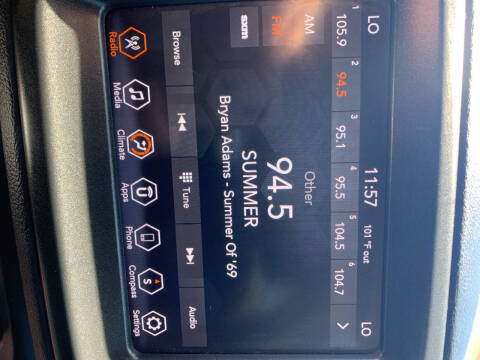 LO 11:57 101 °F out LO
1 2 3 4 5 6
105.9 94.5 95.1 95.5 104.5 104.7
AM
FM
sxm
Other
94.5
SUMMER
Bryan Adams - Summer Of '69
Browse Tune Audio
Radio Media Climate Apps Phone Compass Settings
S